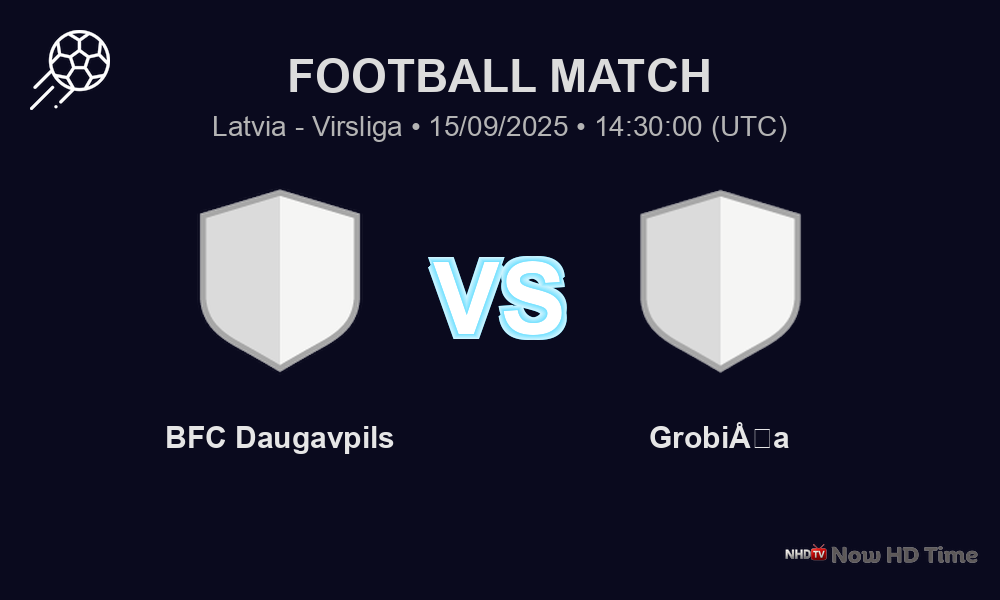 FOOTBALL MATCH
Latvia - Virsliga • 15/09/2025 • 14:30:00 (UTC)
VS
BFC Daugavpils
GrobiÅ□a
NHD TV Now HD Time